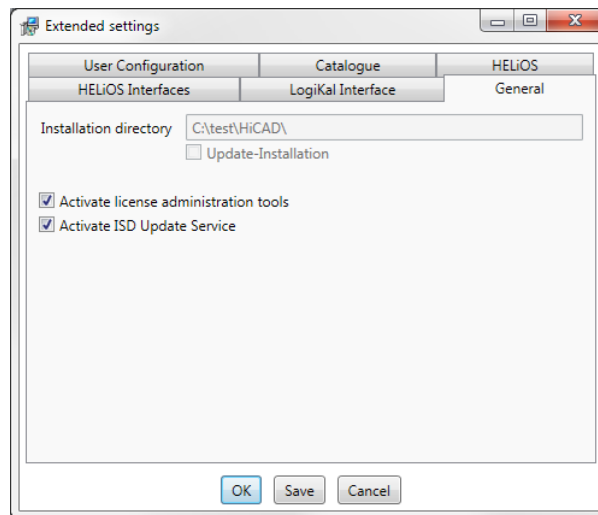 Extended settings
User Configuration Catalogue HELiOS
HELiOS Interfaces LogiKal Interface General
Installation directory C:\test\HiCAD\
Update-Installation
Activate license administration tools
Activate ISD Update Service
OK Save Cancel